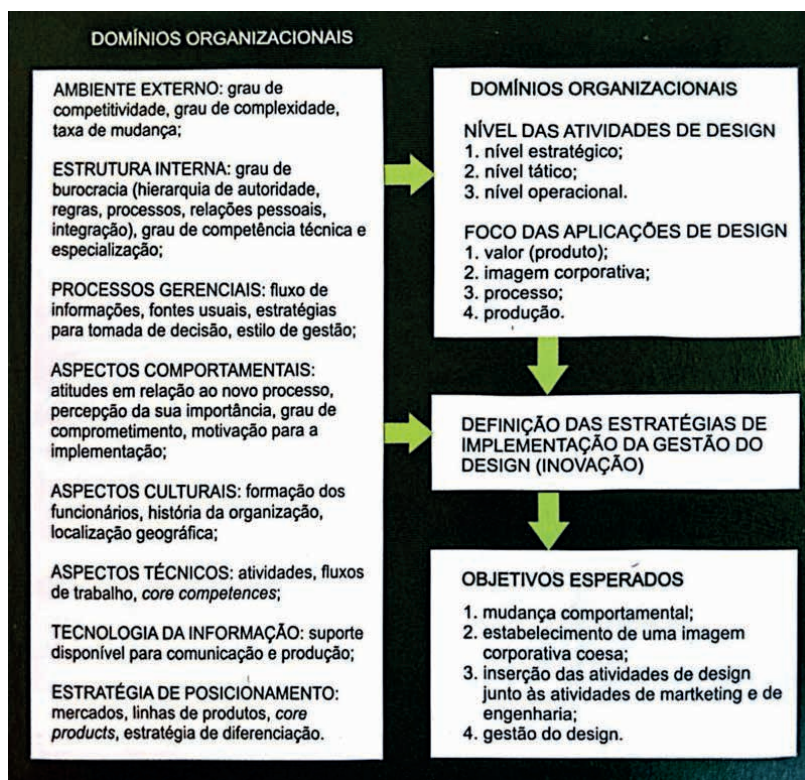 DOMÍNIOS ORGANIZACIONAIS
AMBIENTE EXTERNO: grau de
competitividade, grau de complexidade,
taxa de mudança;
ESTRUTURA INTERNA: grau de
burocracia (hierarquia de autoridade,
regras, processos, relações pessoais,
integração), grau de competência técnica e
especialização;
PROCESSOS GERENCIAIS: fluxo de
informações, fontes usuais, estratégias
para tomada de decisão, estilo de gestão;
ASPECTOS COMPORTAMENTAIS:
atitudes em relação ao novo processo,
percepção da sua importância, grau de
comprometimento, motivação para a
implementação;
ASPECTOS CULTURAIS: formação dos
funcionários, história da organização,
localização geográfica;
ASPECTOS TÉCNICOS: atividades, fluxos
de trabalho, core competences;
TECNOLOGIA DA INFORMAÇÃO: suporte
disponível para comunicação e produção;
ESTRATÉGIA DE POSICIONAMENTO:
mercados, linhas de produtos, core
products, estratégia de diferenciação.
DOMÍNIOS ORGANIZACIONAIS
NÍVEL DAS ATIVIDADES DE DESIGN
1. nível estratégico;
2. nível tático;
3. nível operacional.
FOCO DAS APLICAÇÕES DE DESIGN
1. valor (produto);
2. imagem corporativa;
3. processo;
4. produção.
DEFINIÇÃO DAS ESTRATÉGIAS DE
IMPLEMENTAÇÃO DA GESTÃO DO
DESIGN (INOVAÇÃO)
OBJETIVOS ESPERADOS
1. mudança comportamental;
2. estabelecimento de uma imagem
corporativa coesa;
3. inserção das atividades de design
junto às atividades de martketing e de
engenharia;
4. gestão do design.